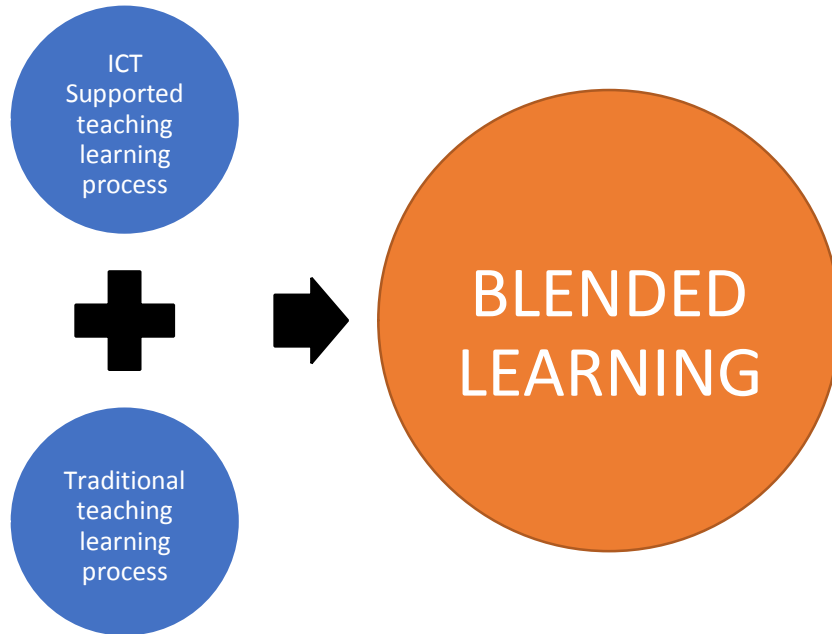 ICT
Supported
teaching
learning
process
Traditional
teaching
learning
process
BLENDED
LEARNING